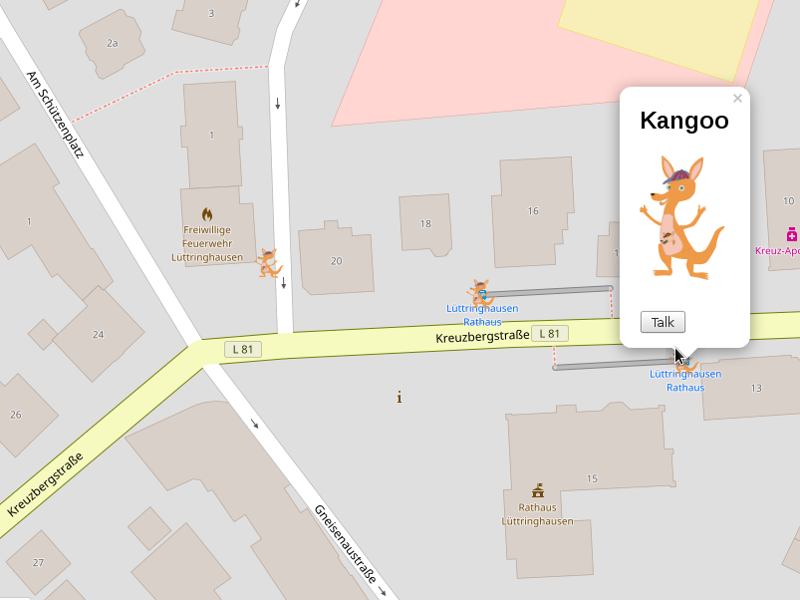 3
2a
Am Schützenplatz
1
Freiwillige
Feuerwehr
Lüttringhausen
1
20
18
16
10
Kreuz-Apo
Kangoo
×
Talk
Lüttringhausen
Rathaus
L 81
Kreuzbergstraße
L 81
Lüttringhausen
Rathaus
13
24
26
Kreuzbergstraße
15
Rathaus
Lüttringhausen
Gneisenaustraße
27